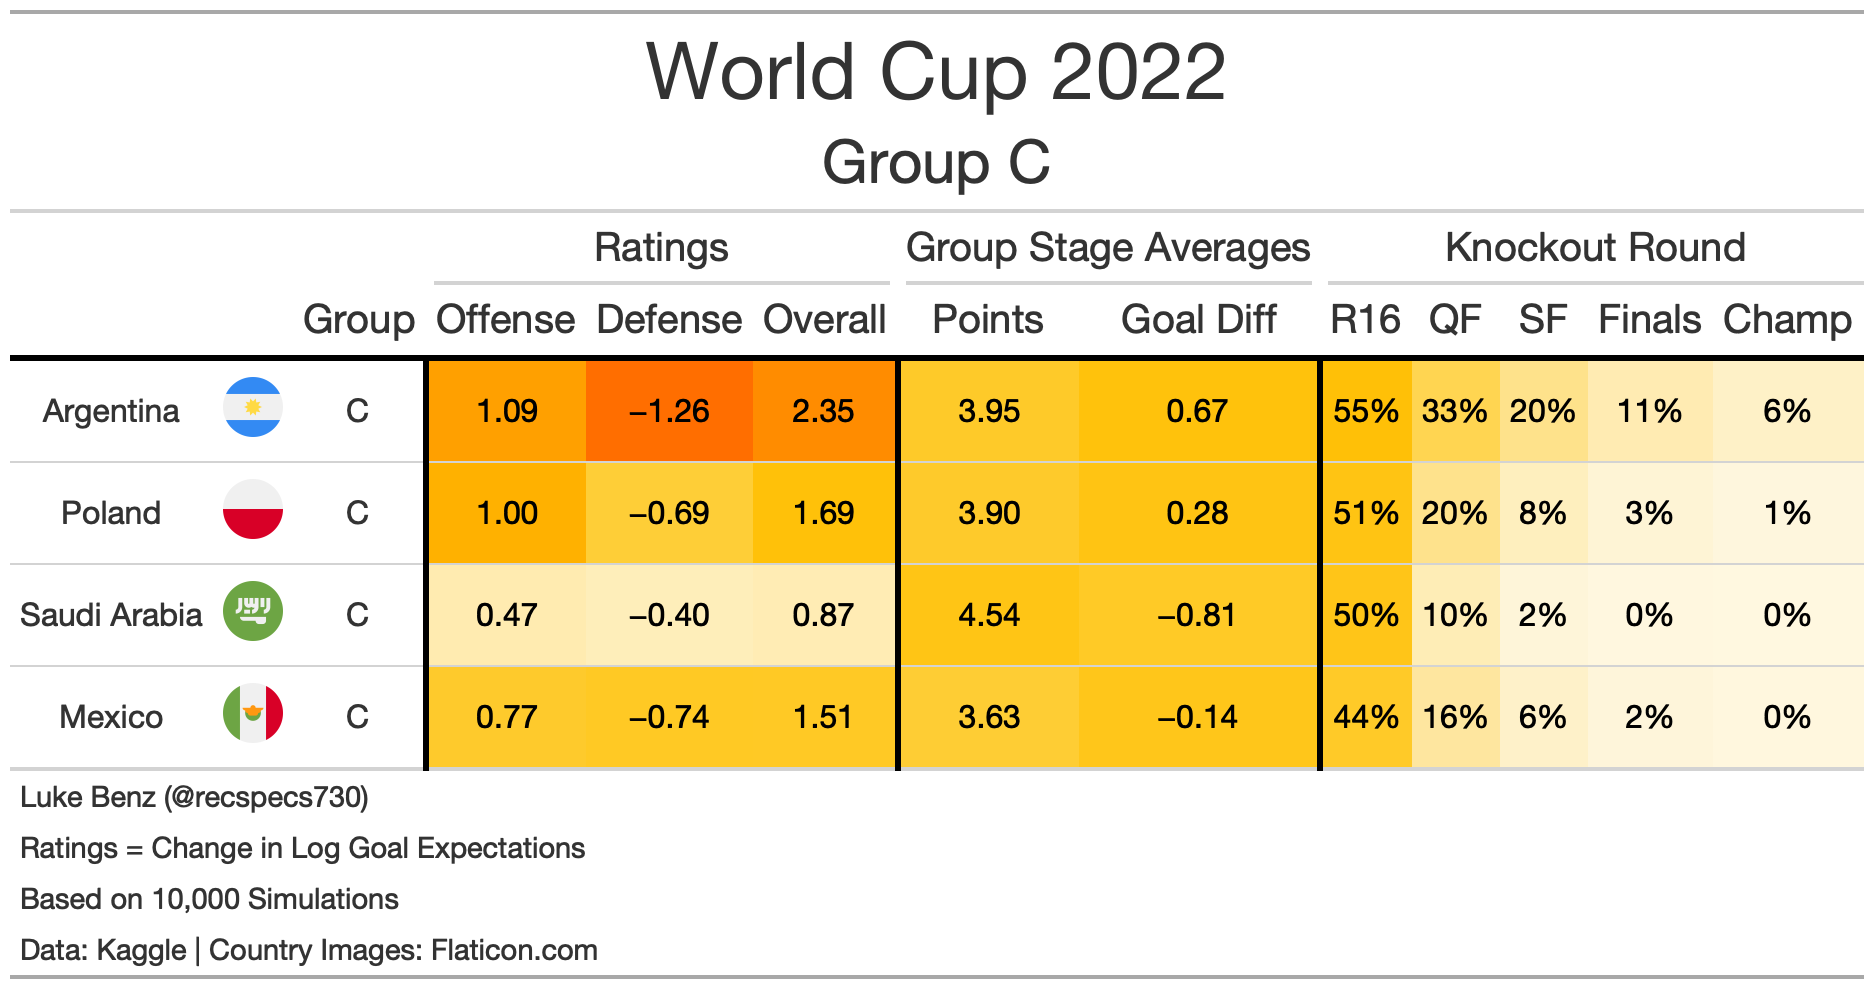 World Cup 2022
Group C
Ratings Group Stage Averages Knockout Round
Group Offense Defense Overall Points Goal Diff R16 QF SF Finals Champ
Argentina C 1.09 −1.26 2.35 3.95 0.67 55% 33% 20% 11% 6%
Poland C 1.00 −0.69 1.69 3.90 0.28 51% 20% 8% 3% 1%
Saudi Arabia C 0.47 −0.40 0.87 4.54 −0.81 50% 10% 2% 0% 0%
Mexico C 0.77 −0.74 1.51 3.63 −0.14 44% 16% 6% 2% 0%
Luke Benz (@recspecs730)
Ratings = Change in Log Goal Expectations
Based on 10,000 Simulations
Data: Kaggle | Country Images: Flaticon.com